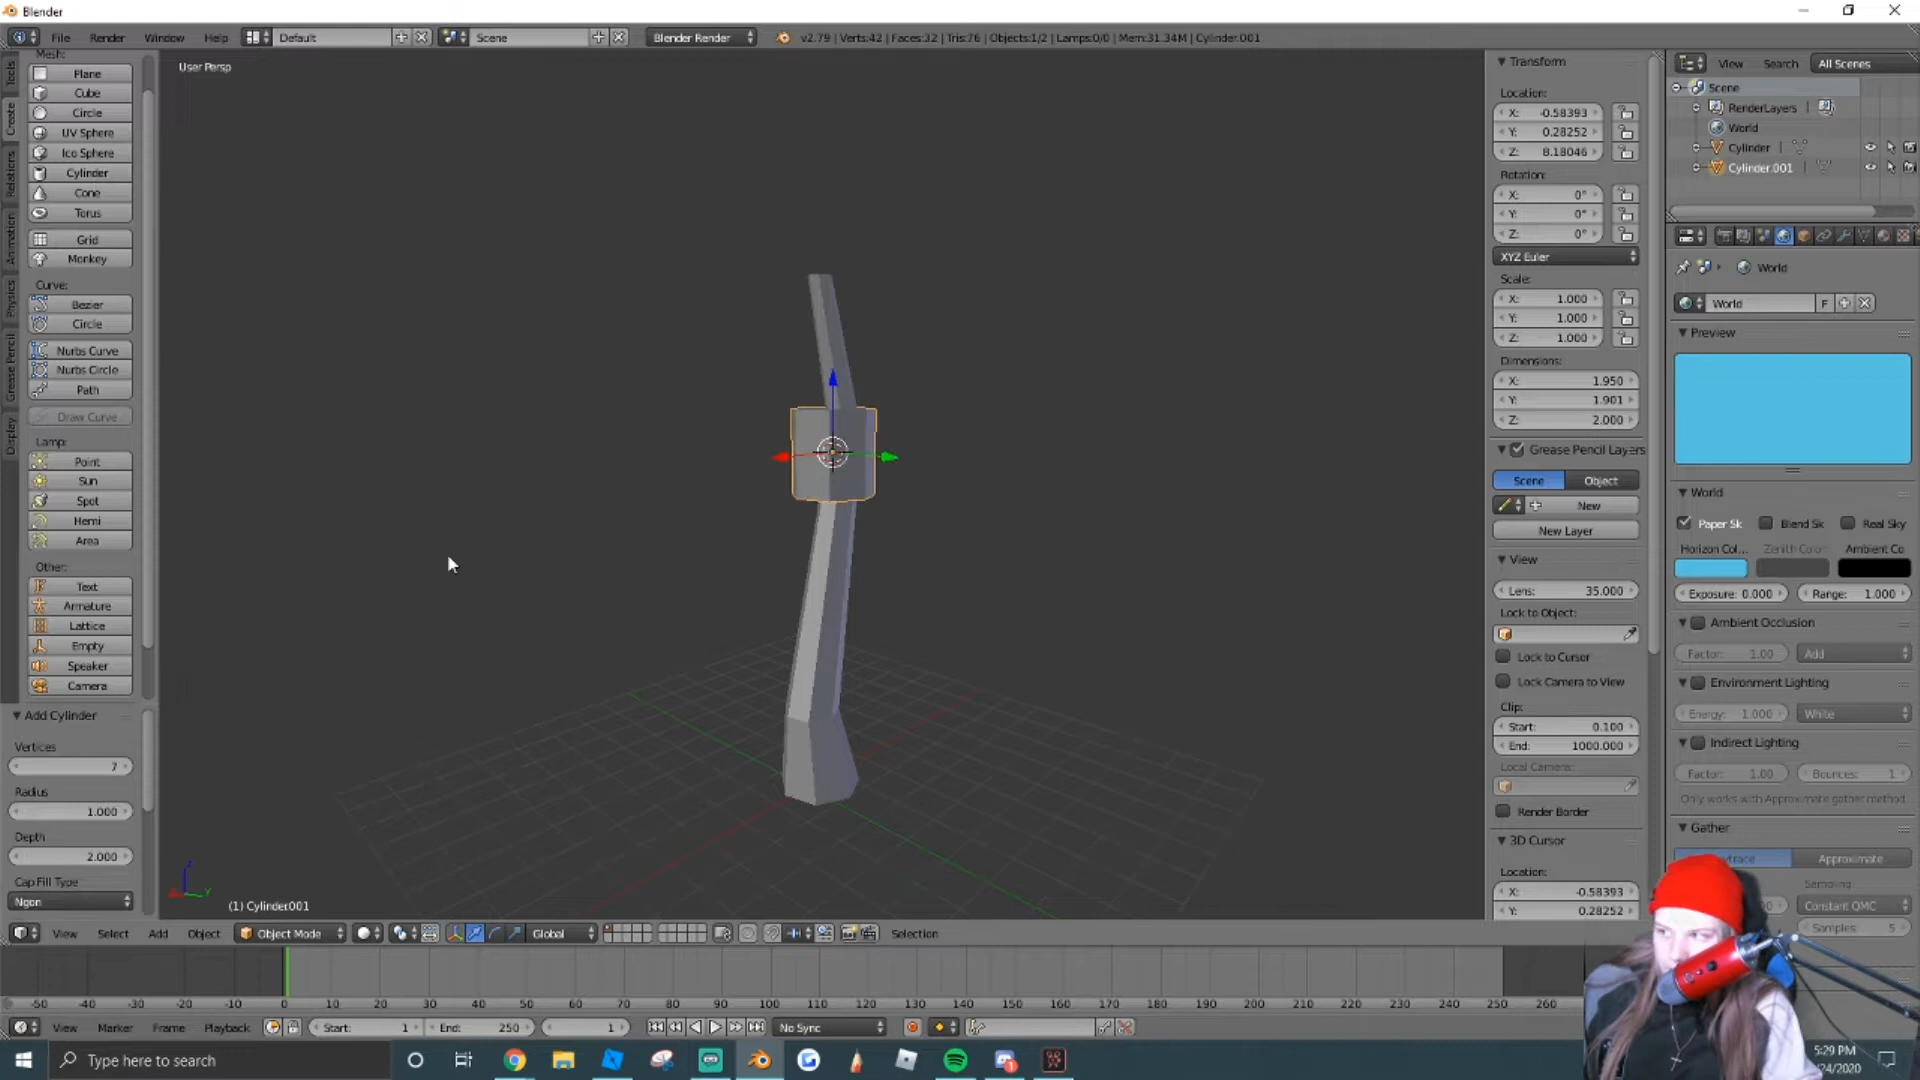 Blender
File Render Window Help Default Scene Blender Render v2.79 | Verts:42 | Faces:32 | Tris:76 | Objects:1/2 | Lamps:0/0 | Mem:31.34M | Cylinder.001
Tools
Create
Relations
Animation
Physics
Grease Pencil
Display
Mesh:
Plane
Cube
Circle
UV Sphere
Ico Sphere
Cylinder
Cone
Torus
Grid
Monkey
Curve:
Bezier
Circle
Nurbs Curve
Nurbs Circle
Path
Draw Curve
Lamp:
Point
Sun
Spot
Hemi
Area
Other:
Text
Armature
Lattice
Empty
Speaker
Camera
Add Cylinder
Vertices
7
Radius
1.000
Depth
2.000
Cap Fill Type
Ngon
User Persp
(1) Cylinder.001
Transform
Location:
X: -0.58393
Y: 0.28252
Z: 8.18046
Rotation:
X: 0°
Y: 0°
Z: 0°
XYZ Euler
Scale:
X: 1.000
Y: 1.000
Z: 1.000
Dimensions:
X: 1.950
Y: 1.901
Z: 2.000
Grease Pencil Layers
Scene Object
New
New Layer
View
Lens: 35.000
Lock to Object:
Lock to Cursor
Lock Camera to View
Clip:
Start: 0.100
End: 1000.000
Local Camera:
Render Border
3D Cursor
Location:
X: -0.58393
Y: 0.28252
View Search All Scenes
Scene
RenderLayers
World
Cylinder
Cylinder.001
World
World F
Preview
World
Paper Sk Blend Sk Real Sky
Horizon Col... Zenith Color Ambient Co
Exposure: 0.000 Range: 1.000
Ambient Occlusion
Factor: 1.00 Add
Environment Lighting
Energy: 1.000 White
Indirect Lighting
Factor: 1.00 Bounces: 1
Only works with Approximate gather method
Gather
Approximate
Sampling:
Constant QMC
Samples: 5
View Select Add Object Object Mode Global Selection
-50 -40 -30 -20 -10 0 10 20 30 40 50 60 70 80 90 100 110 120 130 140 150 160 170 180 190 200 210 220 230 240 250 260
View Marker Frame Playback Start: 1 End: 250 1 No Sync
Type here to search
5:29 PM
/24/2020